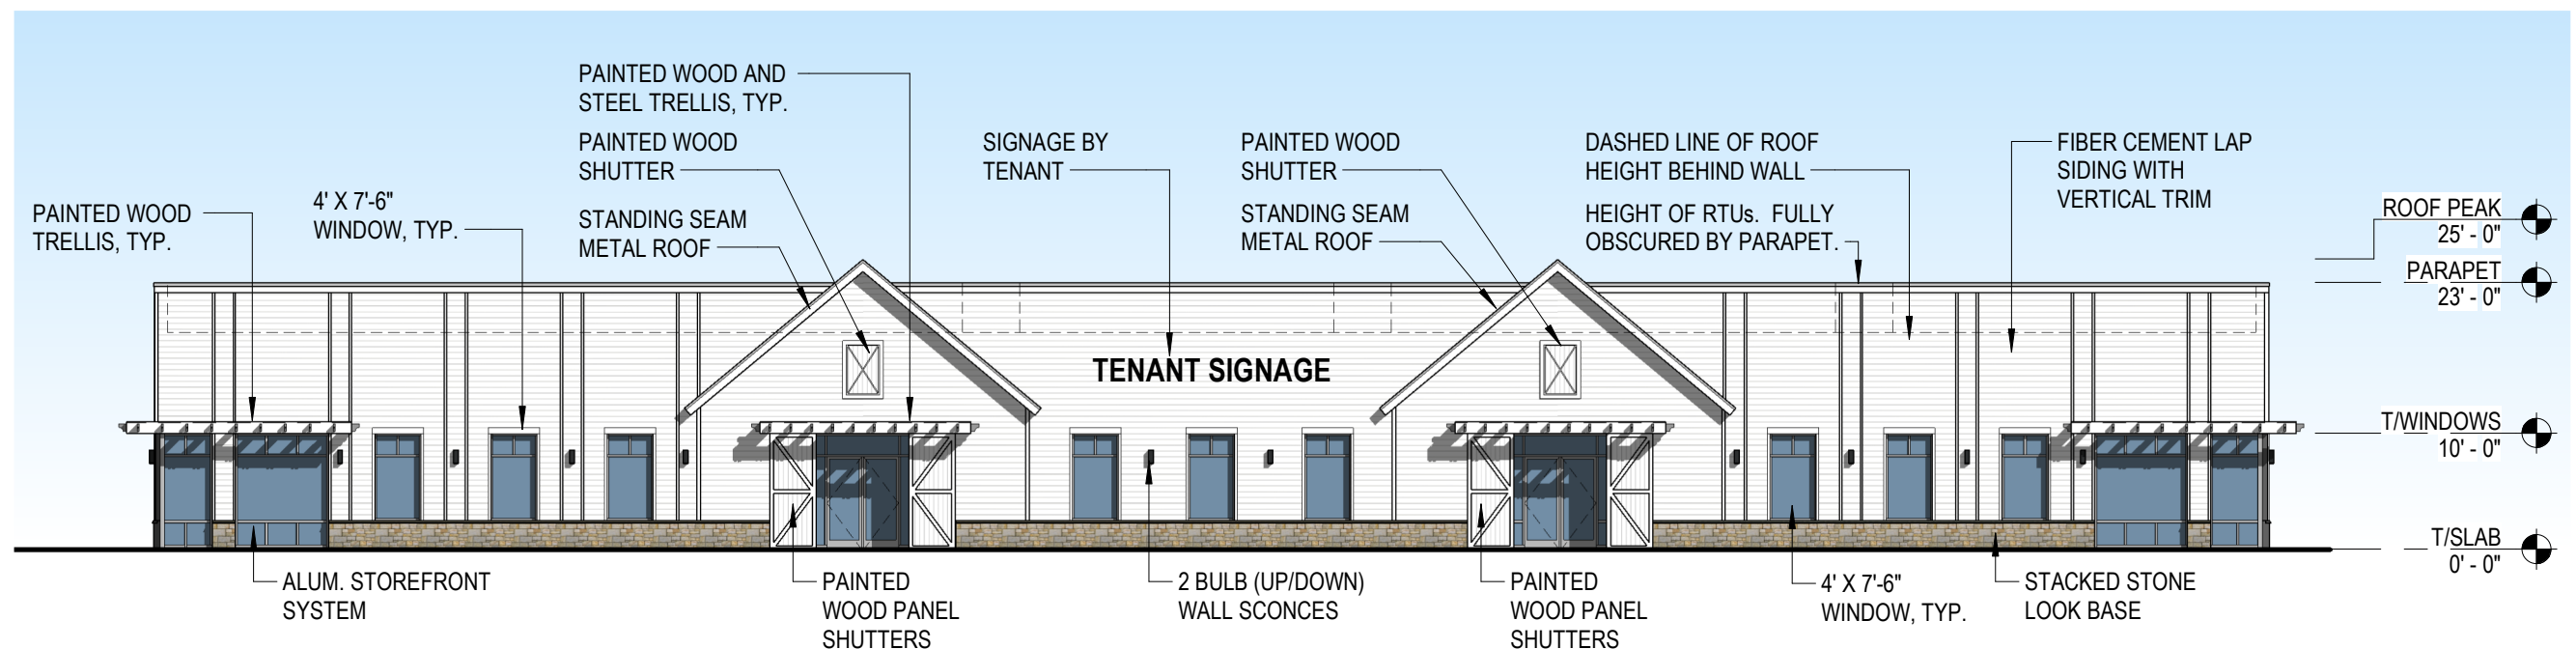 PAINTED WOOD AND
STEEL TRELLIS, TYP.
PAINTED WOOD
SHUTTER
SIGNAGE BY
TENANT
PAINTED WOOD
SHUTTER
DASHED LINE OF ROOF
HEIGHT BEHIND WALL
FIBER CEMENT LAP
SIDING WITH
VERTICAL TRIM
PAINTED WOOD
TRELLIS, TYP.
4' X 7'-6"
WINDOW, TYP.
STANDING SEAM
METAL ROOF
STANDING SEAM
METAL ROOF
HEIGHT OF RTUs. FULLY
OBSCURED BY PARAPET.
ROOF PEAK
25' - 0"
PARAPET
23' - 0"
TENANT SIGNAGE
T/WINDOWS
10' - 0"
T/SLAB
0' - 0"
ALUM. STOREFRONT
SYSTEM
PAINTED
WOOD PANEL
SHUTTERS
2 BULB (UP/DOWN)
WALL SCONCES
PAINTED
WOOD PANEL
SHUTTERS
4' X 7'-6"
WINDOW, TYP.
STACKED STONE
LOOK BASE